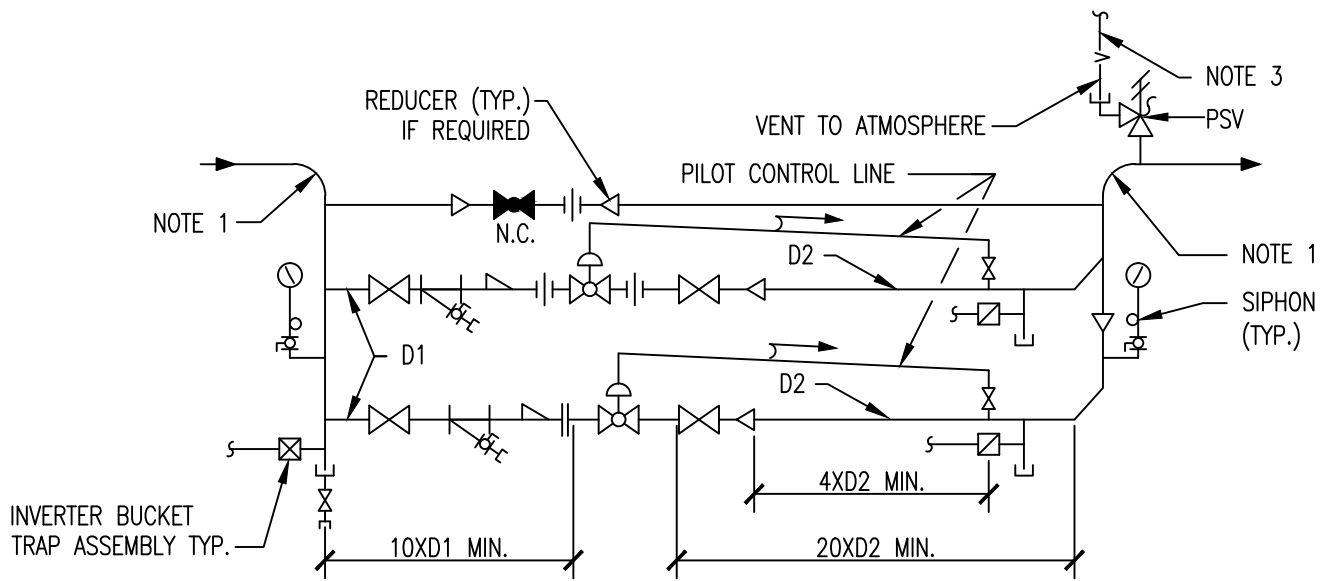 NOTE 3
REDUCER (TYP.)
IF REQUIRED
VENT TO ATMOSPHERE
PSV
PILOT CONTROL LINE
NOTE 1
N.C.
D2
NOTE 1
SIPHON
(TYP.)
D1
D2
4XD2 MIN.
INVERTER BUCKET
TRAP ASSEMBLY TYP.
10XD1 MIN.
20XD2 MIN.
V